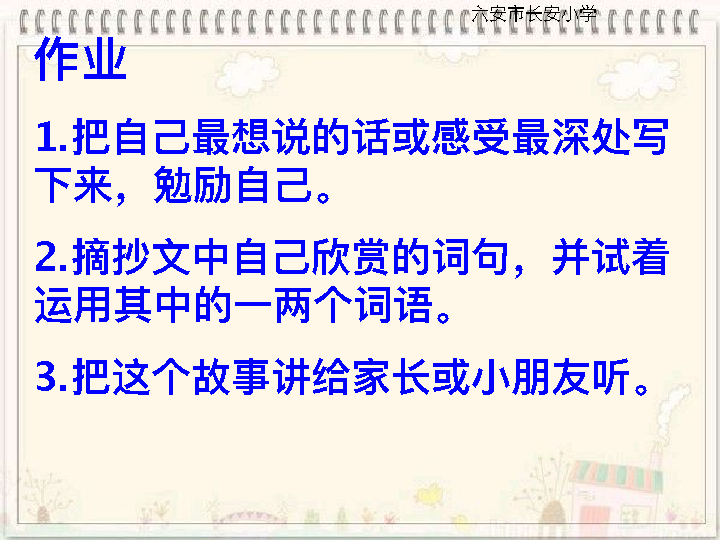 六安市长安小学
作业
1.把自己最想说的话或感受最深处写
下来，勉励自己。
2.摘抄文中自己欣赏的词句，并试着
运用其中的一两个词语。
3.把这个故事讲给家长或小朋友听。